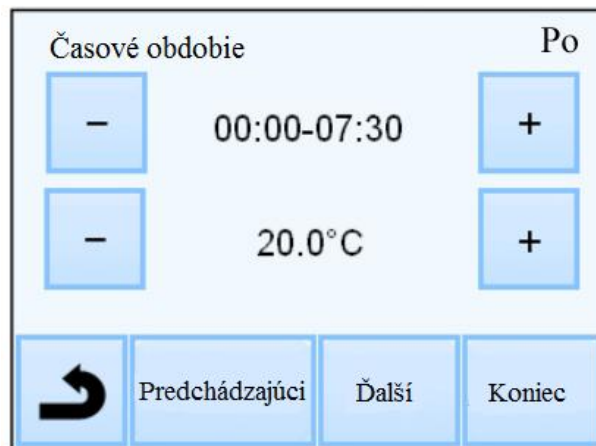 Časové obdobie Po
− 00:00-07:30 +
− 20.0°C +
Predchádzajúci Ďalší Koniec